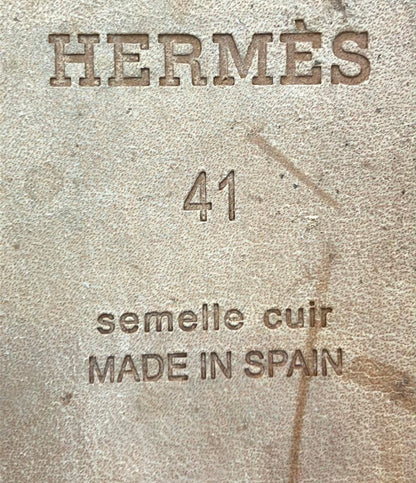 HERMÈS
41
semelle cuir
MADE IN SPAIN